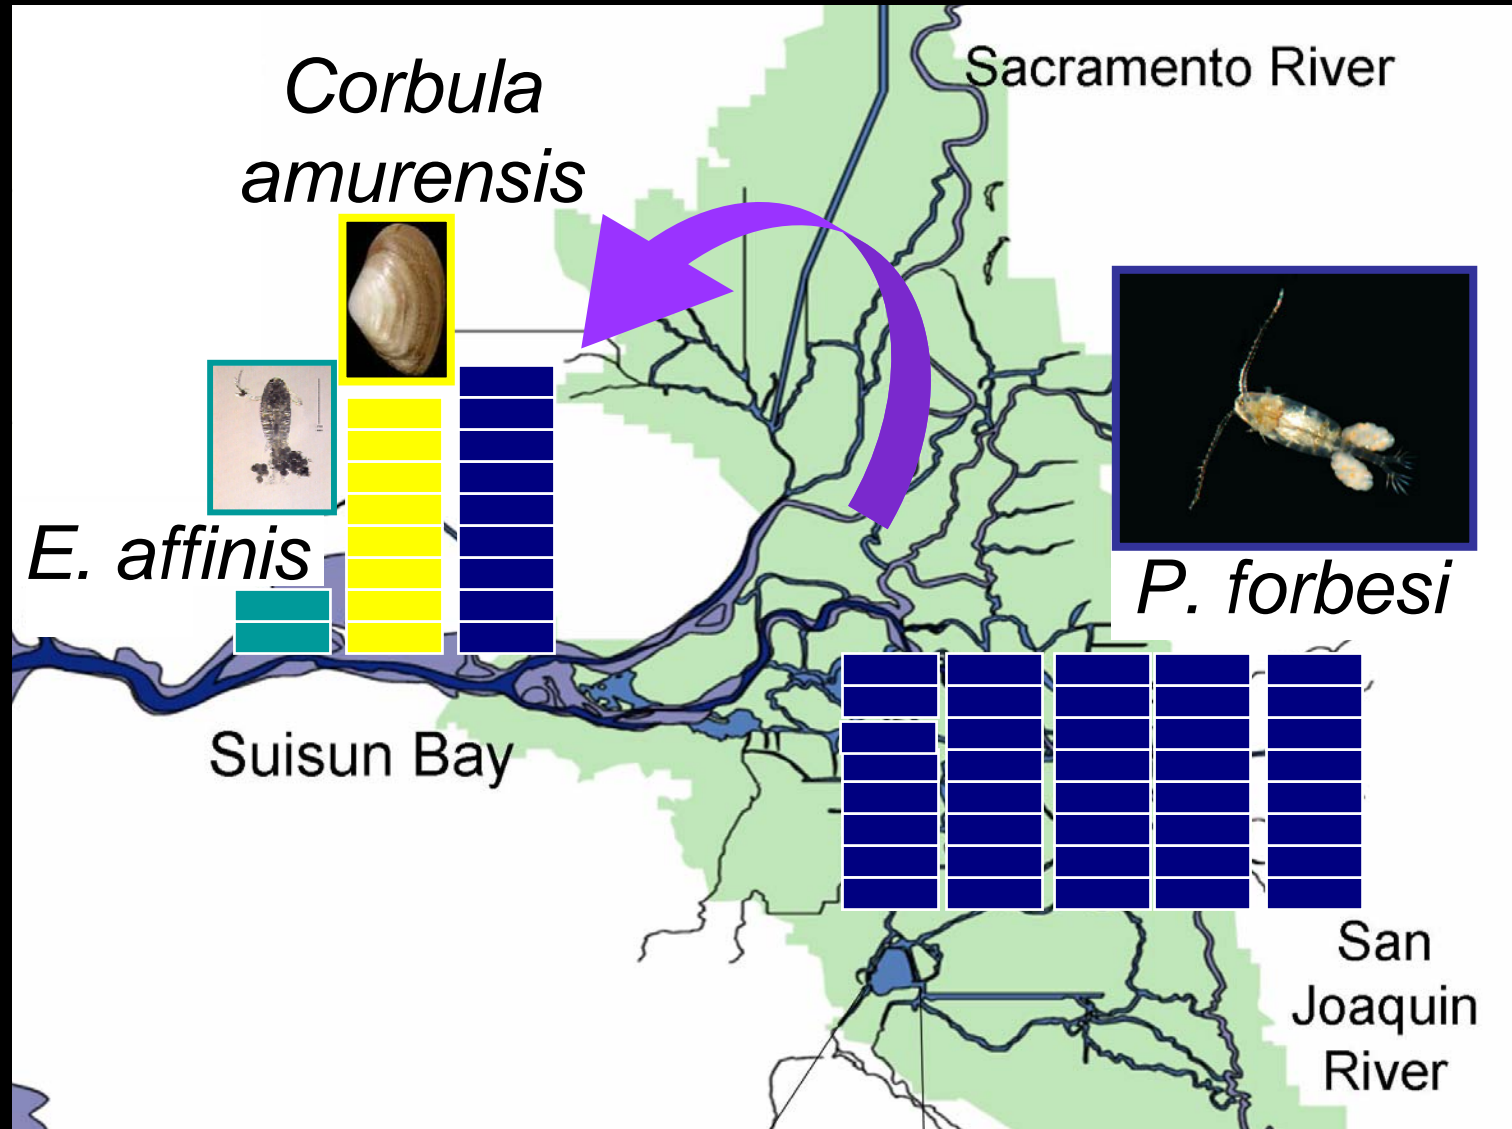 Sacramento River
Corbula
amurensis
E. affinis
P. forbesi
Suisun Bay
San
Joaquin
River